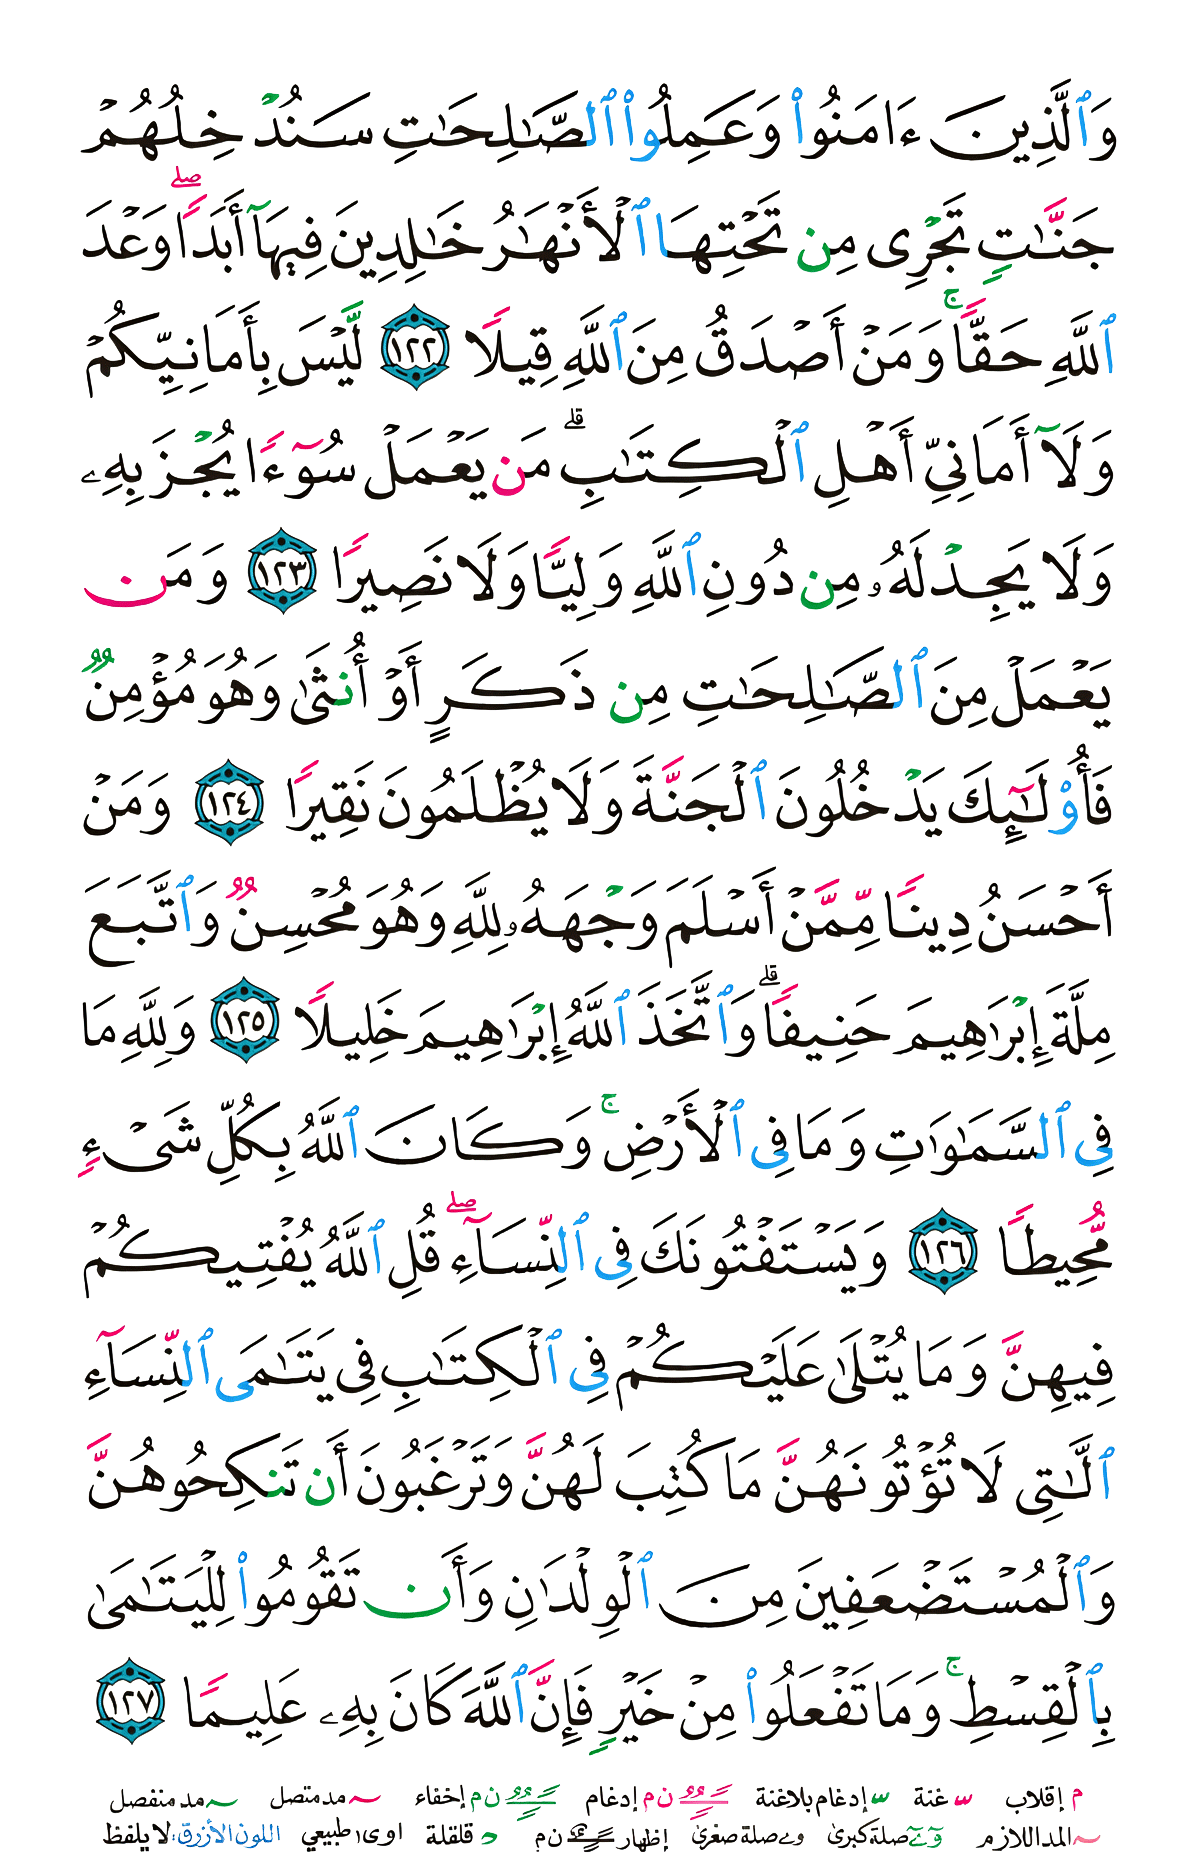 وَٱلَّذِينَ ءَامَنُوا۟ وَعَمِلُوا۟ ٱلصَّـٰلِحَـٰتِ سَنُدْخِلُهُمْ
جَنَّـٰتٍ تَجْرِى مِن تَحْتِهَا ٱلْأَنْهَـٰرُ خَـٰلِدِينَ فِيهَآ أَبَدًا ۖ وَعْدَ
ٱللَّهِ حَقًّا ۚ وَمَنْ أَصْدَقُ مِنَ ٱللَّهِ قِيلًا ١٢٢ لَّيْسَ بِأَمَانِيِّكُمْ
وَلَآ أَمَانِىِّ أَهْلِ ٱلْكِتَـٰبِ ۗ مَن يَعْمَلْ سُوٓءًا يُجْزَ بِهِۦ
وَلَا يَجِدْ لَهُۥ مِن دُونِ ٱللَّهِ وَلِيًّا وَلَا نَصِيرًا ١٢٣ وَمَن
يَعْمَلْ مِنَ ٱلصَّـٰلِحَـٰتِ مِن ذَكَرٍ أَوْ أُنثَىٰ وَهُوَ مُؤْمِنٌ
فَأُو۟لَـٰٓئِكَ يَدْخُلُونَ ٱلْجَنَّةَ وَلَا يُظْلَمُونَ نَقِيرًا ١٢٤ وَمَنْ
أَحْسَنُ دِينًا مِّمَّنْ أَسْلَمَ وَجْهَهُۥ لِلَّهِ وَهُوَ مُحْسِنٌ وَٱتَّبَعَ
مِلَّةَ إِبْرَٰهِيمَ حَنِيفًا ۗ وَٱتَّخَذَ ٱللَّهُ إِبْرَٰهِيمَ خَلِيلًا ١٢٥ وَلِلَّهِ مَا
فِى ٱلسَّمَـٰوَٰتِ وَمَا فِى ٱلْأَرْضِ ۚ وَكَانَ ٱللَّهُ بِكُلِّ شَىْءٍ
مُّحِيطًا ١٢٦ وَيَسْتَفْتُونَكَ فِى ٱلنِّسَآءِ ۖ قُلِ ٱللَّهُ يُفْتِيكُمْ
فِيهِنَّ وَمَا يُتْلَىٰ عَلَيْكُمْ فِى ٱلْكِتَـٰبِ فِى يَتَـٰمَى ٱلنِّسَآءِ
ٱلَّـٰتِى لَا تُؤْتُونَهُنَّ مَا كُتِبَ لَهُنَّ وَتَرْغَبُونَ أَن تَنكِحُوهُنَّ
وَٱلْمُسْتَضْعَفِينَ مِنَ ٱلْوِلْدَٰنِ وَأَن تَقُومُوا۟ لِلْيَتَـٰمَىٰ
بِٱلْقِسْطِ ۚ وَمَا تَفْعَلُوا۟ مِنْ خَيْرٍ فَإِنَّ ٱللَّهَ كَانَ بِهِۦ عَلِيمًا ١٢٧
م إقلاب غنة إدغام بلاغنة ن م إدغام ن م إخفاء مد متصل مد منفصل
المد اللازم صلة كبرى و ے صلة صغرى إظهار ن م قلقلة ا و ى طبيعي اللون الأزرق: لا يلفظ